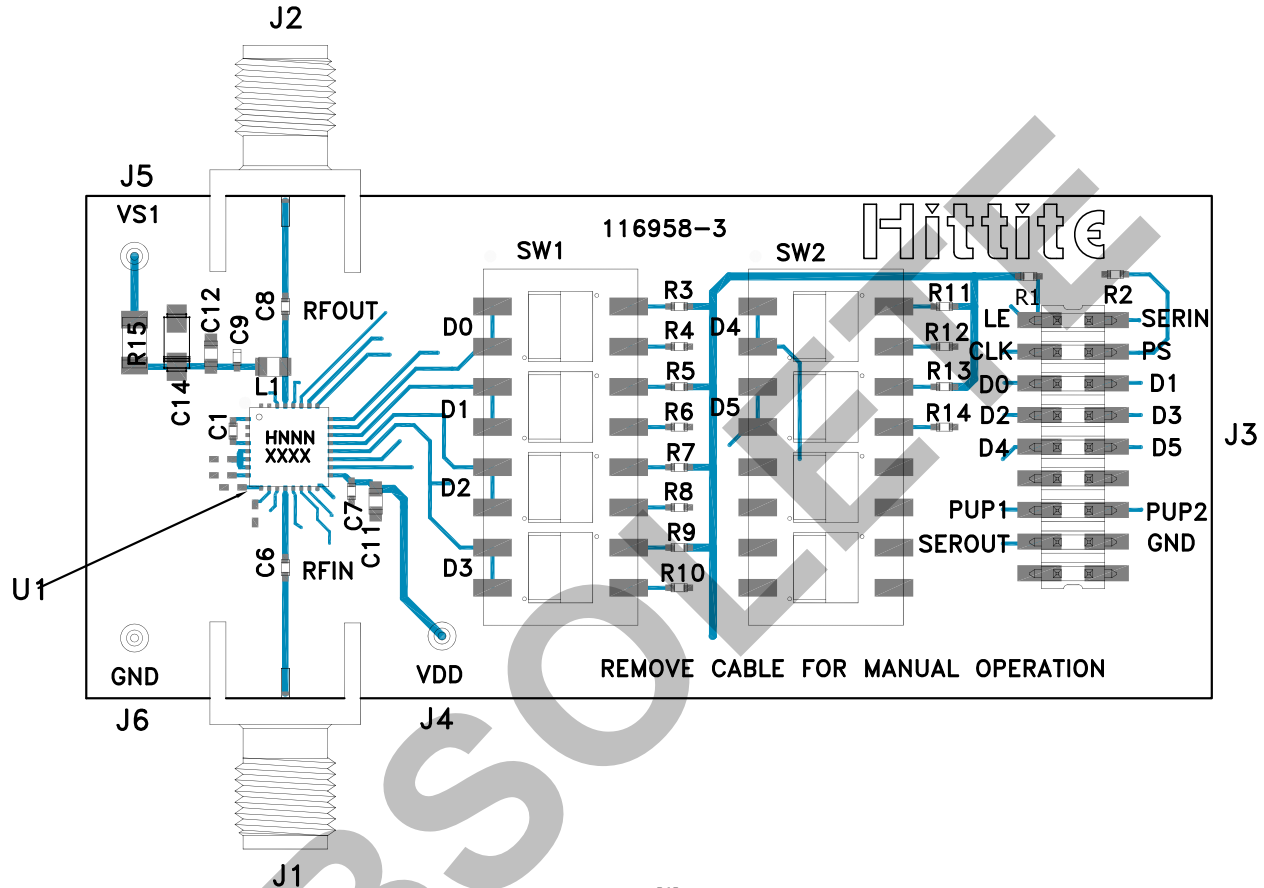 J2
J5
VS1
116958-3
Hittite
SW1
SW2
C12
C9
C8
RFOUT
R15
C14
L1
D0
R3
R4
R5
R6
R7
R8
R9
R10
D1
D2
D3
D4
D5
R11
R12
R13
R14
R1
R2
LE
SERIN
CLK
PS
D0
D1
D2
D3
D4
D5
PUP1
PUP2
SEROUT
GND
J3
C1
HNNN
XXXX
C7
C11
C6
RFIN
U1
GND
VDD
REMOVE CABLE FOR MANUAL OPERATION
J6
J4
J1
BSOLETE